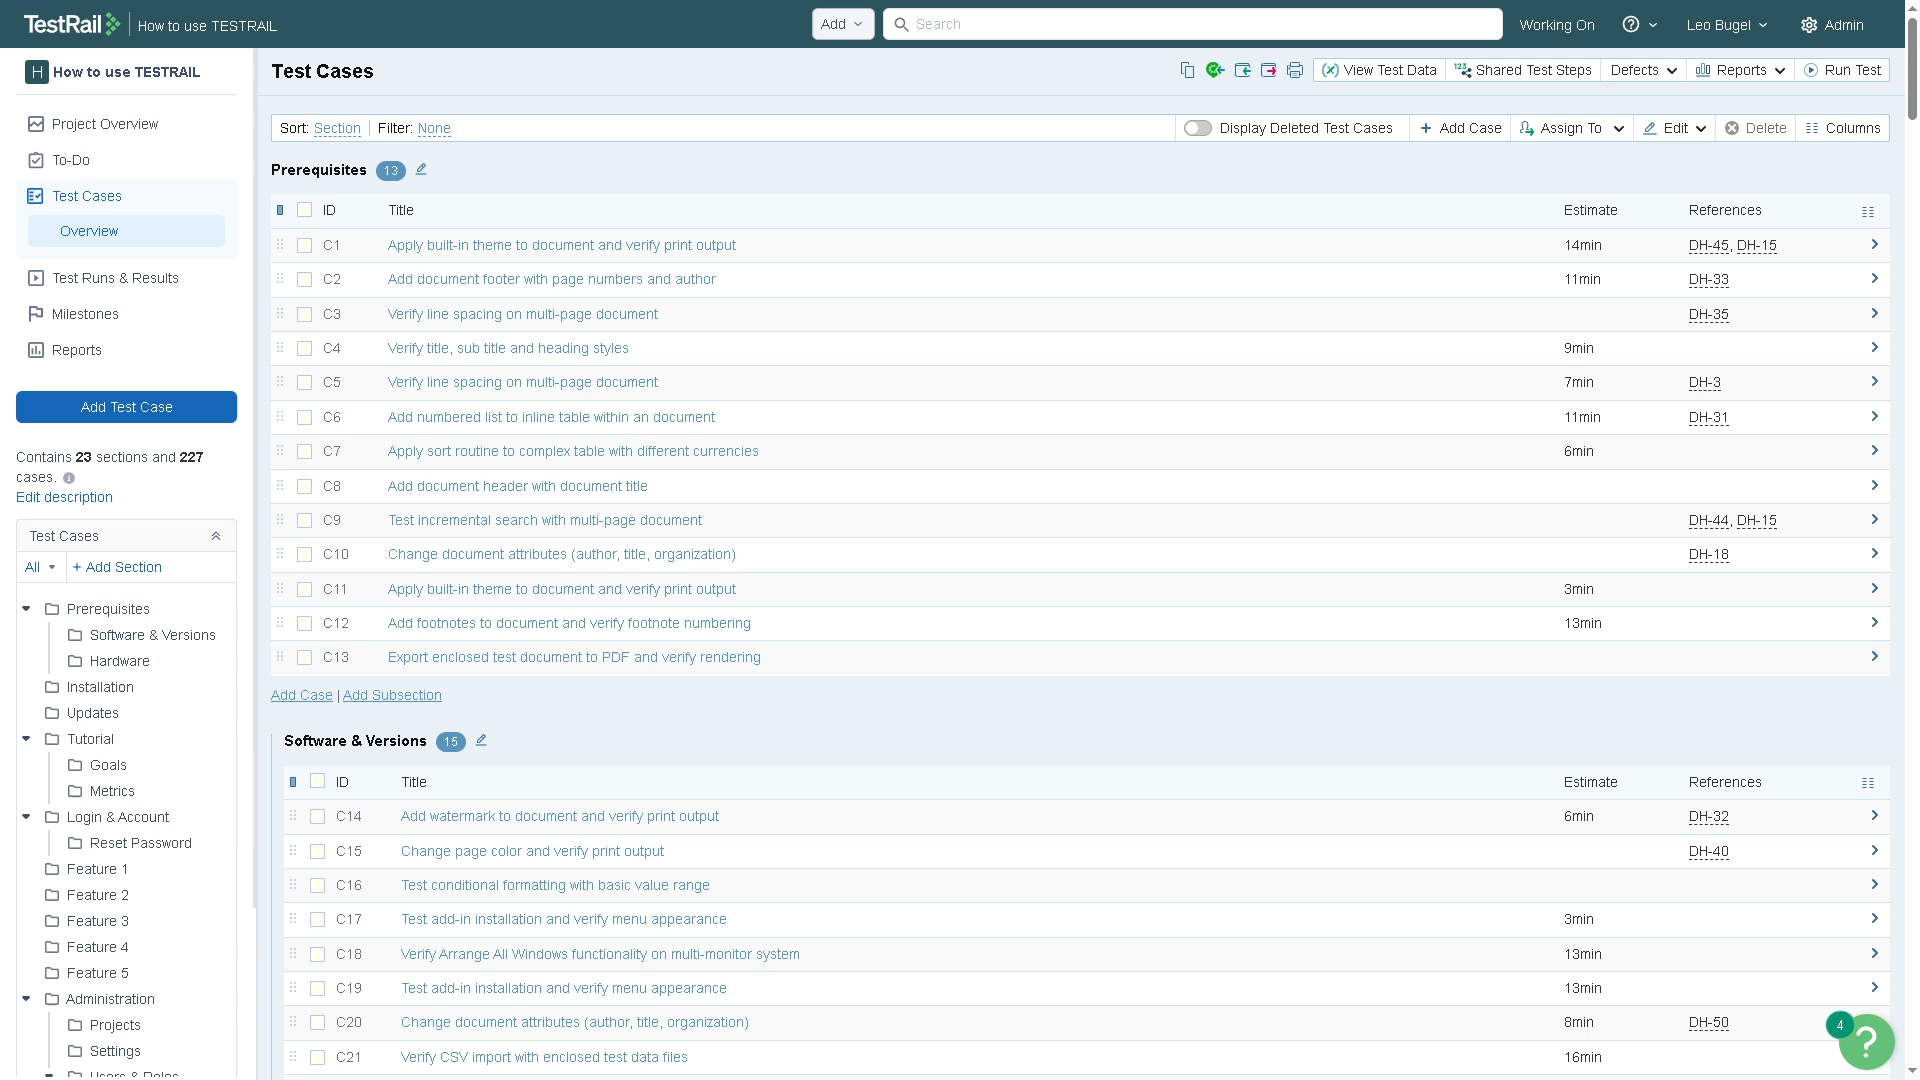 TestRail How to use TESTRAIL Add Search Working On Leo Bugel Admin
H How to use TESTRAIL
Project Overview
To-Do
Test Cases
Overview
Test Runs & Results
Milestones
Reports
Add Test Case
Contains 23 sections and 227
cases.
Edit description
Test Cases
All + Add Section
Prerequisites
Software & Versions
Hardware
Installation
Updates
Tutorial
Goals
Metrics
Login & Account
Reset Password
Feature 1
Feature 2
Feature 3
Feature 4
Feature 5
Administration
Projects
Settings
Users & Roles
Test Cases View Test Data Shared Test Steps Defects Reports Run Test
Sort: Section Filter: None Display Deleted Test Cases + Add Case Assign To Edit Delete Columns
Prerequisites 13
ID Title Estimate References
C1 Apply built-in theme to document and verify print output 14min DH-45, DH-15
C2 Add document footer with page numbers and author 11min DH-33
C3 Verify line spacing on multi-page document DH-35
C4 Verify title, sub title and heading styles 9min
C5 Verify line spacing on multi-page document 7min DH-3
C6 Add numbered list to inline table within an document 11min DH-31
C7 Apply sort routine to complex table with different currencies 6min
C8 Add document header with document title
C9 Test incremental search with multi-page document DH-44, DH-15
C10 Change document attributes (author, title, organization) DH-18
C11 Apply built-in theme to document and verify print output 3min
C12 Add footnotes to document and verify footnote numbering 13min
C13 Export enclosed test document to PDF and verify rendering
Add Case | Add Subsection
Software & Versions 15
ID Title Estimate References
C14 Add watermark to document and verify print output 6min DH-32
C15 Change page color and verify print output DH-40
C16 Test conditional formatting with basic value range
C17 Test add-in installation and verify menu appearance 3min
C18 Verify Arrange All Windows functionality on multi-monitor system 13min
C19 Test add-in installation and verify menu appearance 13min
C20 Change document attributes (author, title, organization) 8min DH-50
C21 Verify CSV import with enclosed test data files 16min
4
?